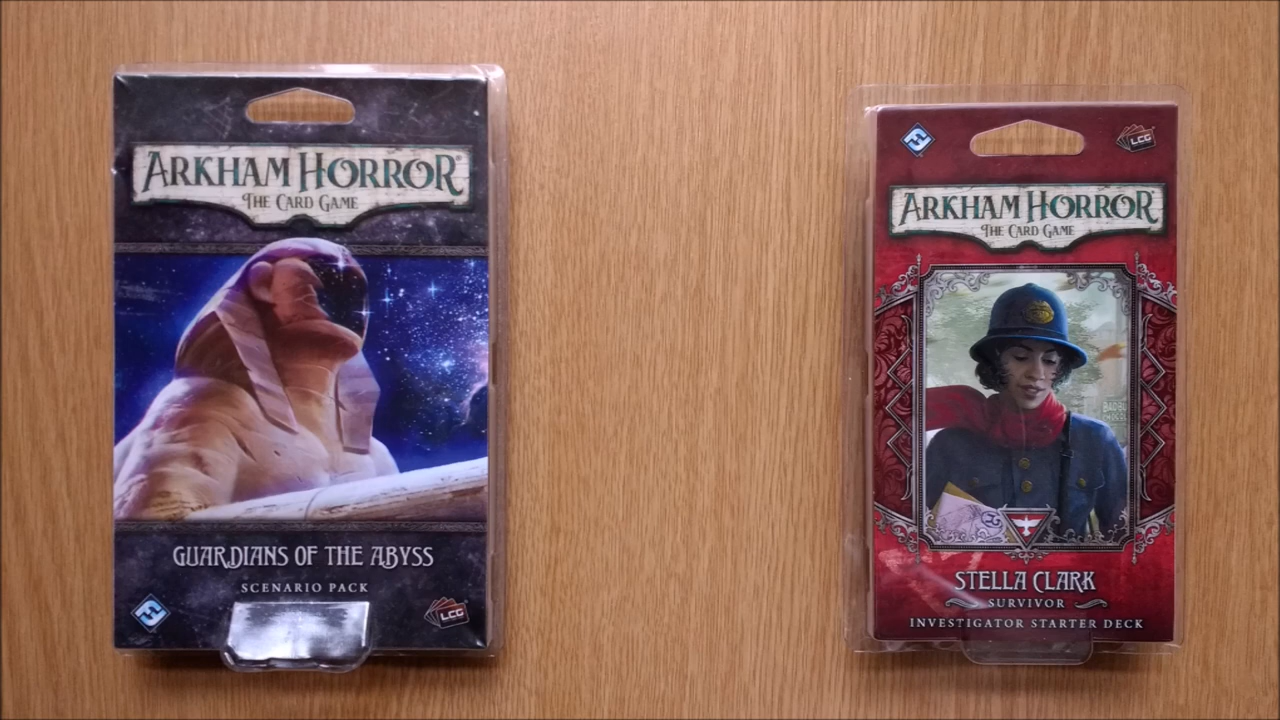 ARKHAM HORROR®
THE CARD GAME
GUARDIANS OF THE ABYSS
SCENARIO PACK
LCG
LCG
ARKHAM HORROR
THE CARD GAME
STELLA CLARK
SURVIVOR
INVESTIGATOR STARTER DECK